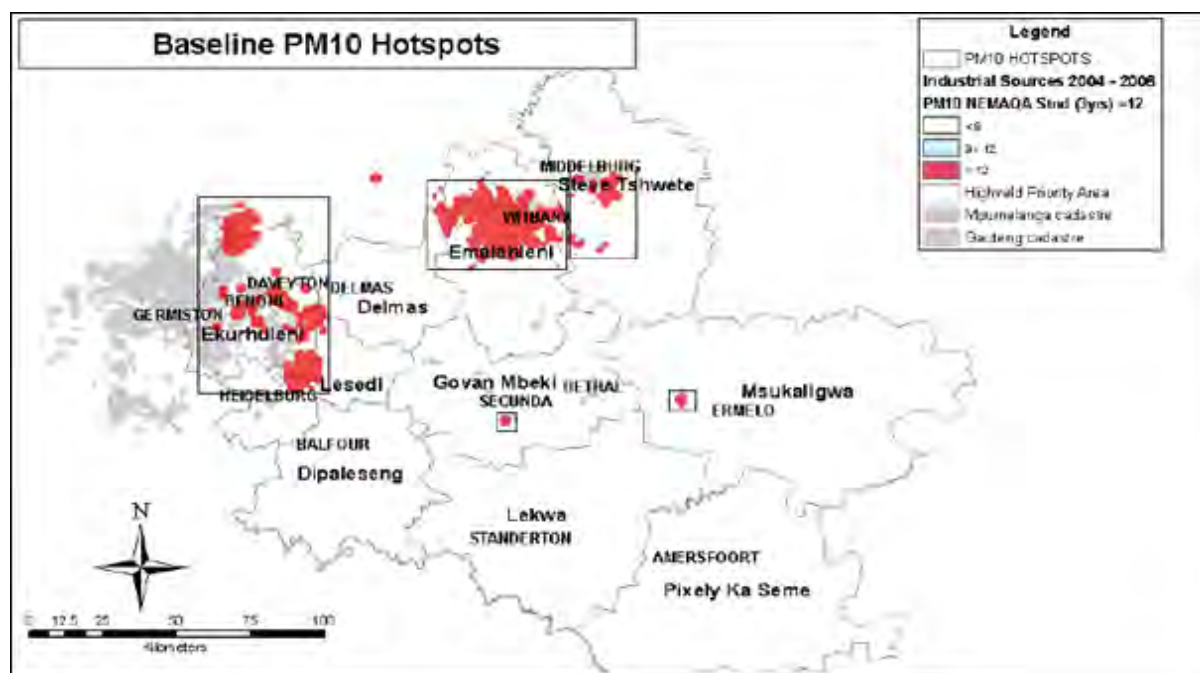 Baseline PM10 Hotspots
Legend
PM10 HOTSPOTS
Industrial Sources 2004 - 2006
PM10 NEMAQA Stnd (3yrs) =12
Highveld Priority Area
Mpumalanga cadastre
Gauteng cadastre
MIDDELBURG
Steve Tshwete
WITBANK
Emalahleni
DAVEYTON
DELMAS
BENONI
Delmas
GERMISTON
Ekurhuleni
Lesedi
HEIDELBURG
Govan Mbeki
BETHAL
SECUNDA
Msukaligwa
ERMELO
BALFOUR
Dipaleseng
Lekwa
STANDERTON
AMERSFOORT
Pixely Ka Seme
N
0 12.5 25 50 75 100
Kilometers